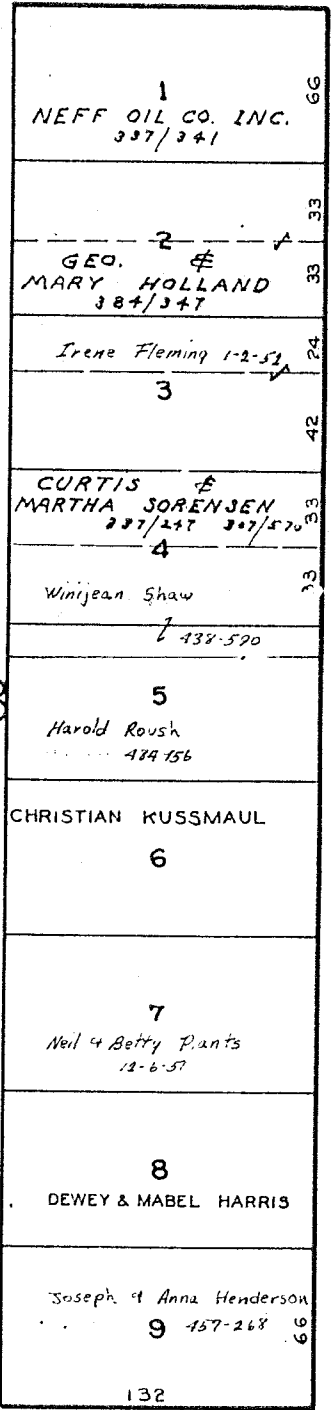 1
66
NEFF OIL CO. INC.
337/341
33
2
33
GEO. &
MARY HOLLAND
384/347
Irene Fleming 1-2-52
24
3
42
CURTIS &
MARTHA SORENSEN
33
337/247 307/570
4
33
Winijean Shaw
438-590
5
Harold Roush
484 156
CHRISTIAN KUSSMAUL
6
7
Neil & Betty Plants
12-6-51
8
DEWEY & MABEL HARRIS
Joseph & Anna Henderson
9 457-268
66
132